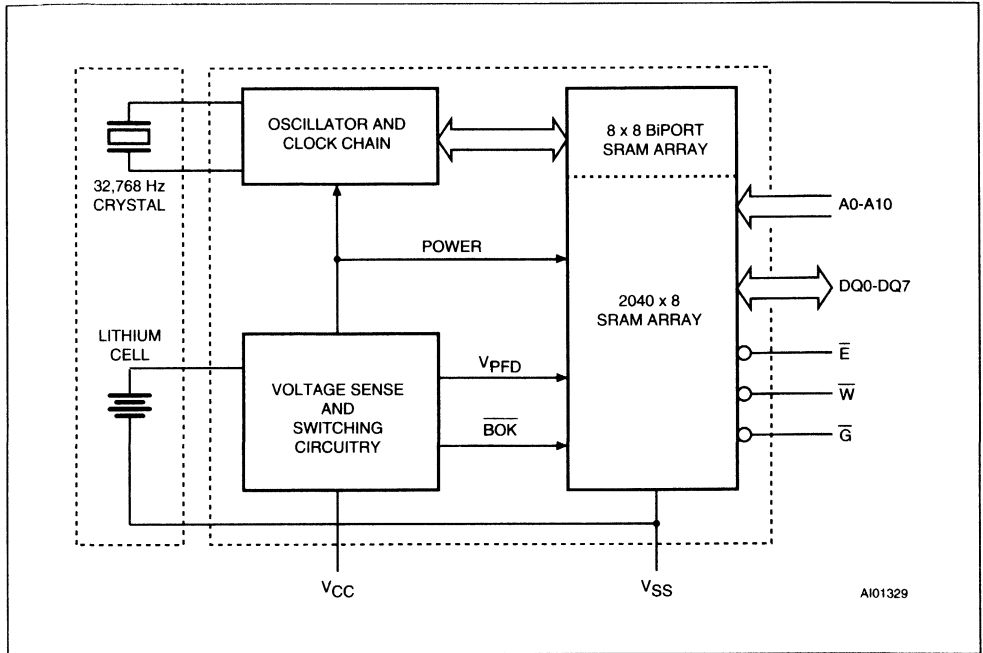 OSCILLATOR AND
CLOCK CHAIN
8 x 8 BiPORT
SRAM ARRAY
32,768 Hz
CRYSTAL
A0-A10
POWER
DQ0-DQ7
2040 x 8
SRAM ARRAY
LITHIUM
CELL
VOLTAGE SENSE
AND
SWITCHING
CIRCUITRY
VPFD
B̅O̅K̅
E̅
W̅
G̅
VCC
VSS
AI01329